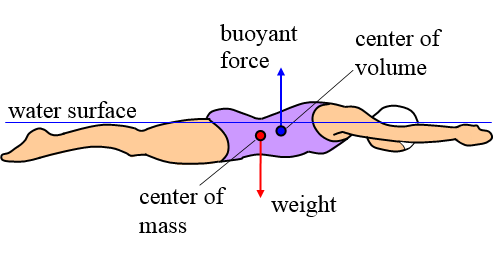 buoyant
force
center of
volume
water surface
center of
mass
weight